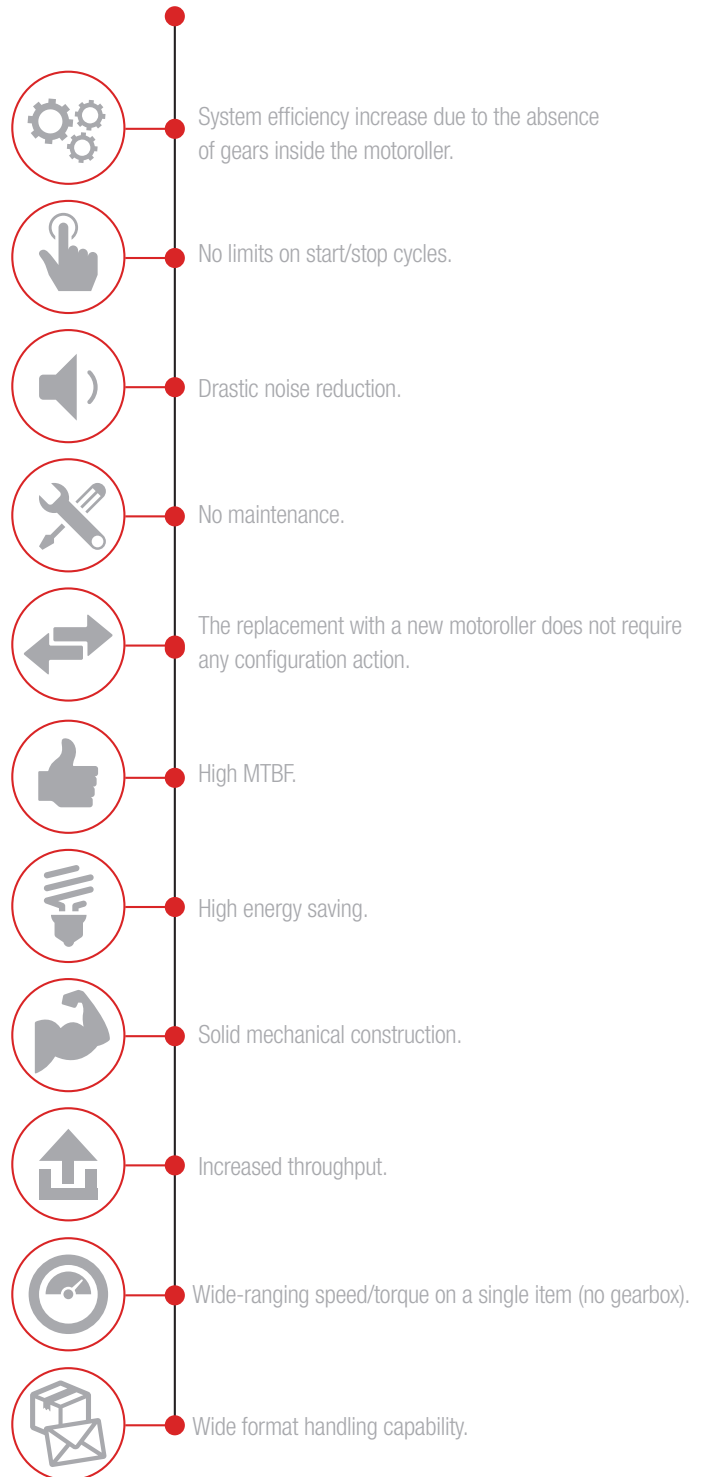 System efficiency increase due to the absence
of gears inside the motoroller.
No limits on start/stop cycles.
Drastic noise reduction.
No maintenance.
The replacement with a new motoroller does not require
any configuration action.
High MTBF.
High energy saving.
Solid mechanical construction.
Increased throughput.
Wide-ranging speed/torque on a single item (no gearbox).
Wide format handling capability.